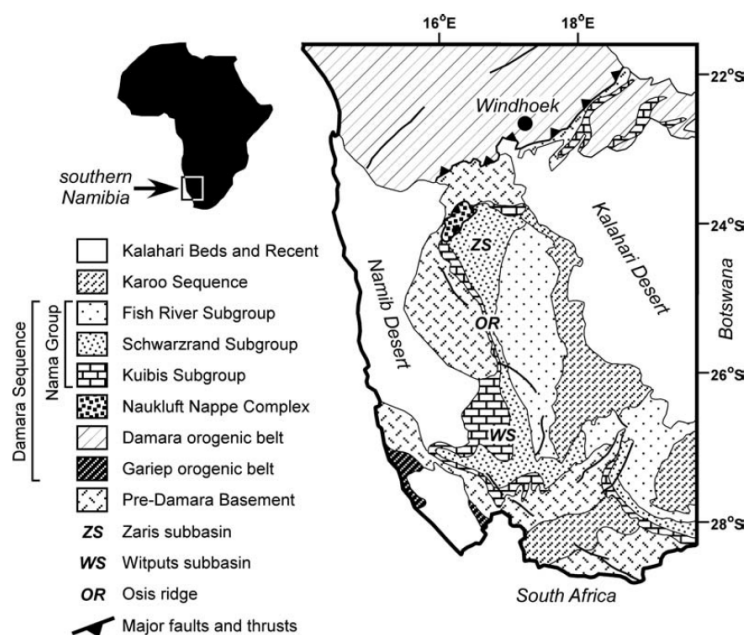 16°E
18°E
22°S
Windhoek
southern
Namibia
24°S
ZS
Kalahari Desert
Namib Desert
Botswana
OR
26°S
WS
28°S
South Africa
Damara Sequence
Nama Group
Kalahari Beds and Recent
Karoo Sequence
Fish River Subgroup
Schwarzrand Subgroup
Kuibis Subgroup
Naukluft Nappe Complex
Damara orogenic belt
Gariep orogenic belt
Pre-Damara Basement
ZS Zaris subbasin
WS Witputs subbasin
OR Osis ridge
Major faults and thrusts